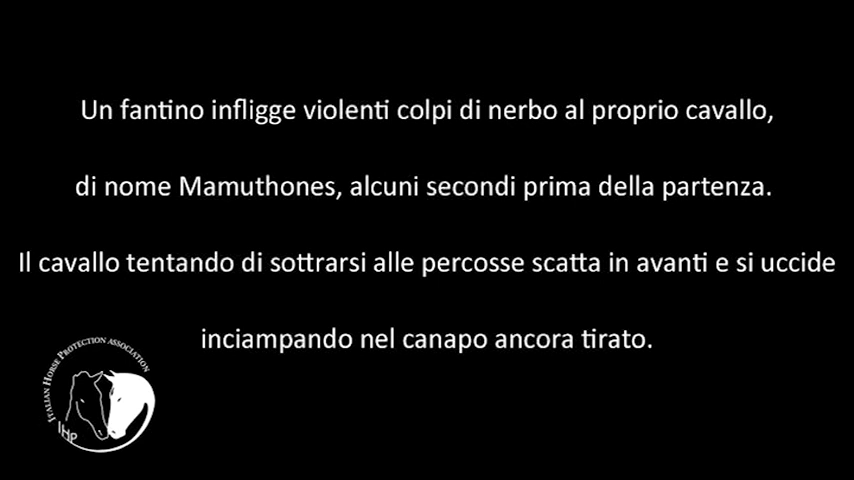 Un fantino infligge violenti colpi di nerbo al proprio cavallo,
di nome Mamuthones, alcuni secondi prima della partenza.
Il cavallo tentando di sottrarsi alle percosse scatta in avanti e si uccide
inciampando nel canapo ancora tirato.
ITALIAN HORSE PROTECTION ASSOCIATION
IHP